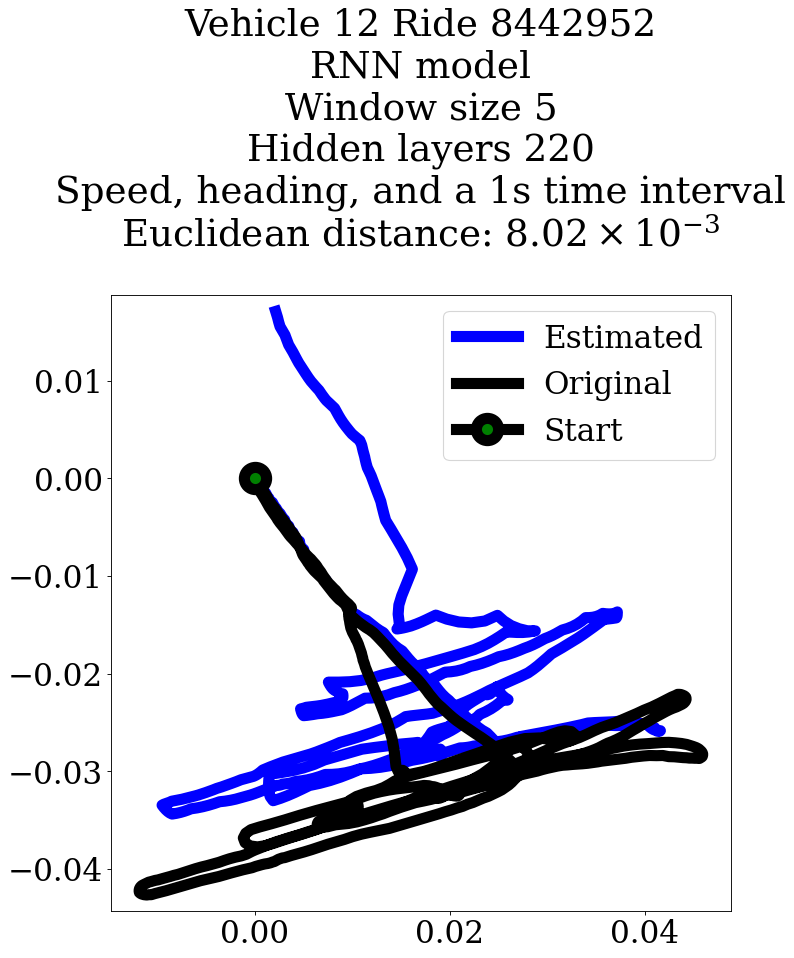 Vehicle 12 Ride 8442952
RNN model
Window size 5
Hidden layers 220
Speed, heading, and a 1s time interval
Euclidean distance: 8.02 × 10⁻³
Estimated
Original
Start
0.01
0.00
−0.01
−0.02
−0.03
−0.04
0.00 0.02 0.04